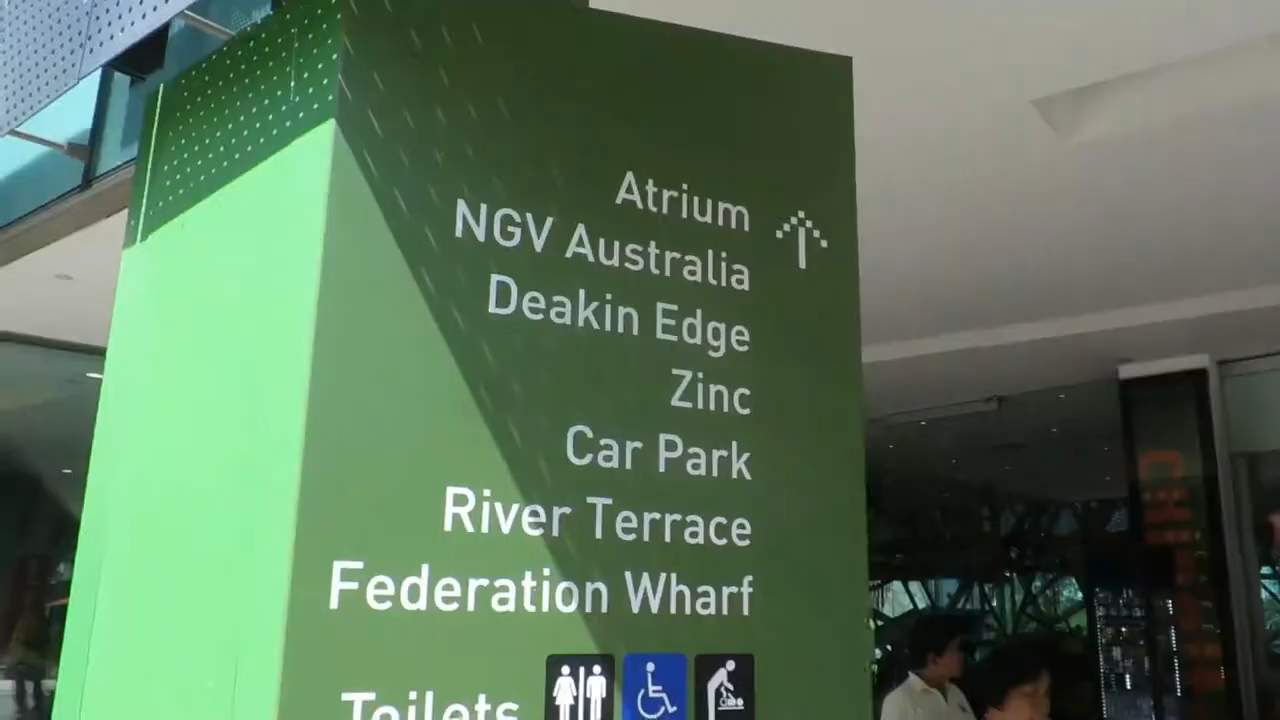 Atrium
NGV Australia
Deakin Edge
Zinc
Car Park
River Terrace
Federation Wharf
Toilets